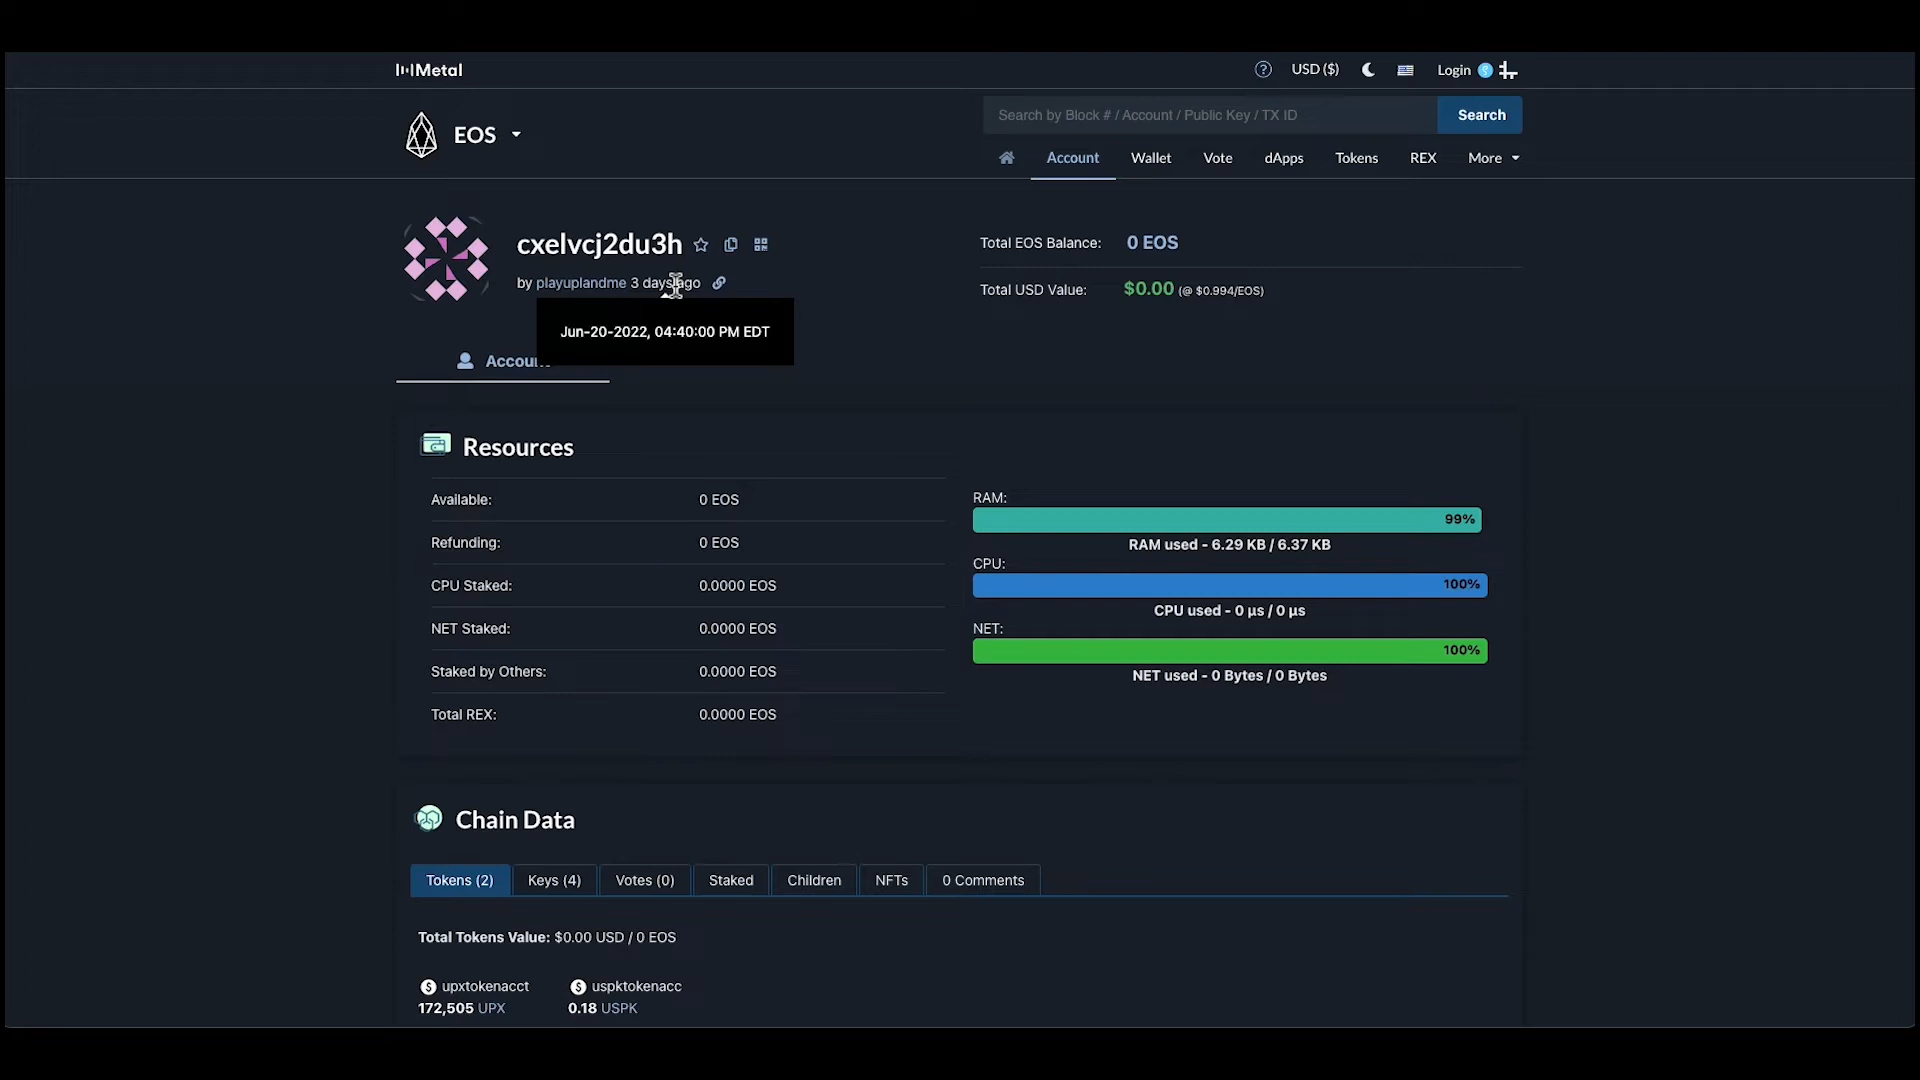 Metal
USD ($)
Login
EOS
Search by Block # / Account / Public Key / TX ID
Search
Account
Wallet
Vote
dApps
Tokens
REX
More
cxelvcj2du3h
by playuplandme 3 days ago
Jun-20-2022, 04:40:00 PM EDT
Total EOS Balance: 0 EOS
Total USD Value: $0.00 (@ $0.994/EOS)
Resources
Available: 0 EOS
Refunding: 0 EOS
CPU Staked: 0.0000 EOS
NET Staked: 0.0000 EOS
Staked by Others: 0.0000 EOS
Total REX: 0.0000 EOS
RAM:
99%
RAM used - 6.29 KB / 6.37 KB
CPU:
100%
CPU used - 0 µs / 0 µs
NET:
100%
NET used - 0 Bytes / 0 Bytes
Chain Data
Tokens (2)
Keys (4)
Votes (0)
Staked
Children
NFTs
0 Comments
Total Tokens Value: $0.00 USD / 0 EOS
upxtokenacct
172,505 UPX
uspktokenacc
0.18 USPK